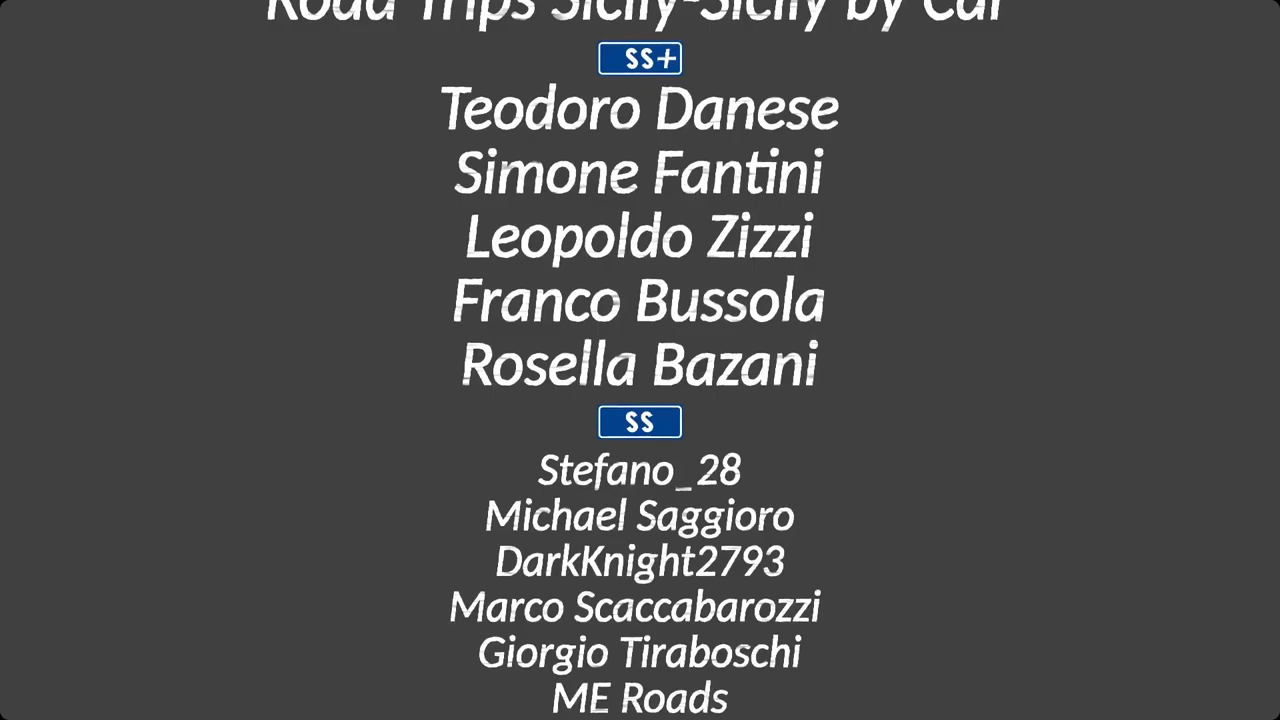 Road Trips Sicily-Sicily by Car
SS+
Teodoro Danese
Simone Fantini
Leopoldo Zizzi
Franco Bussola
Rosella Bazani
SS
Stefano_28
Michael Saggioro
DarkKnight2793
Marco Scaccabarozzi
Giorgio Tiraboschi
ME Roads